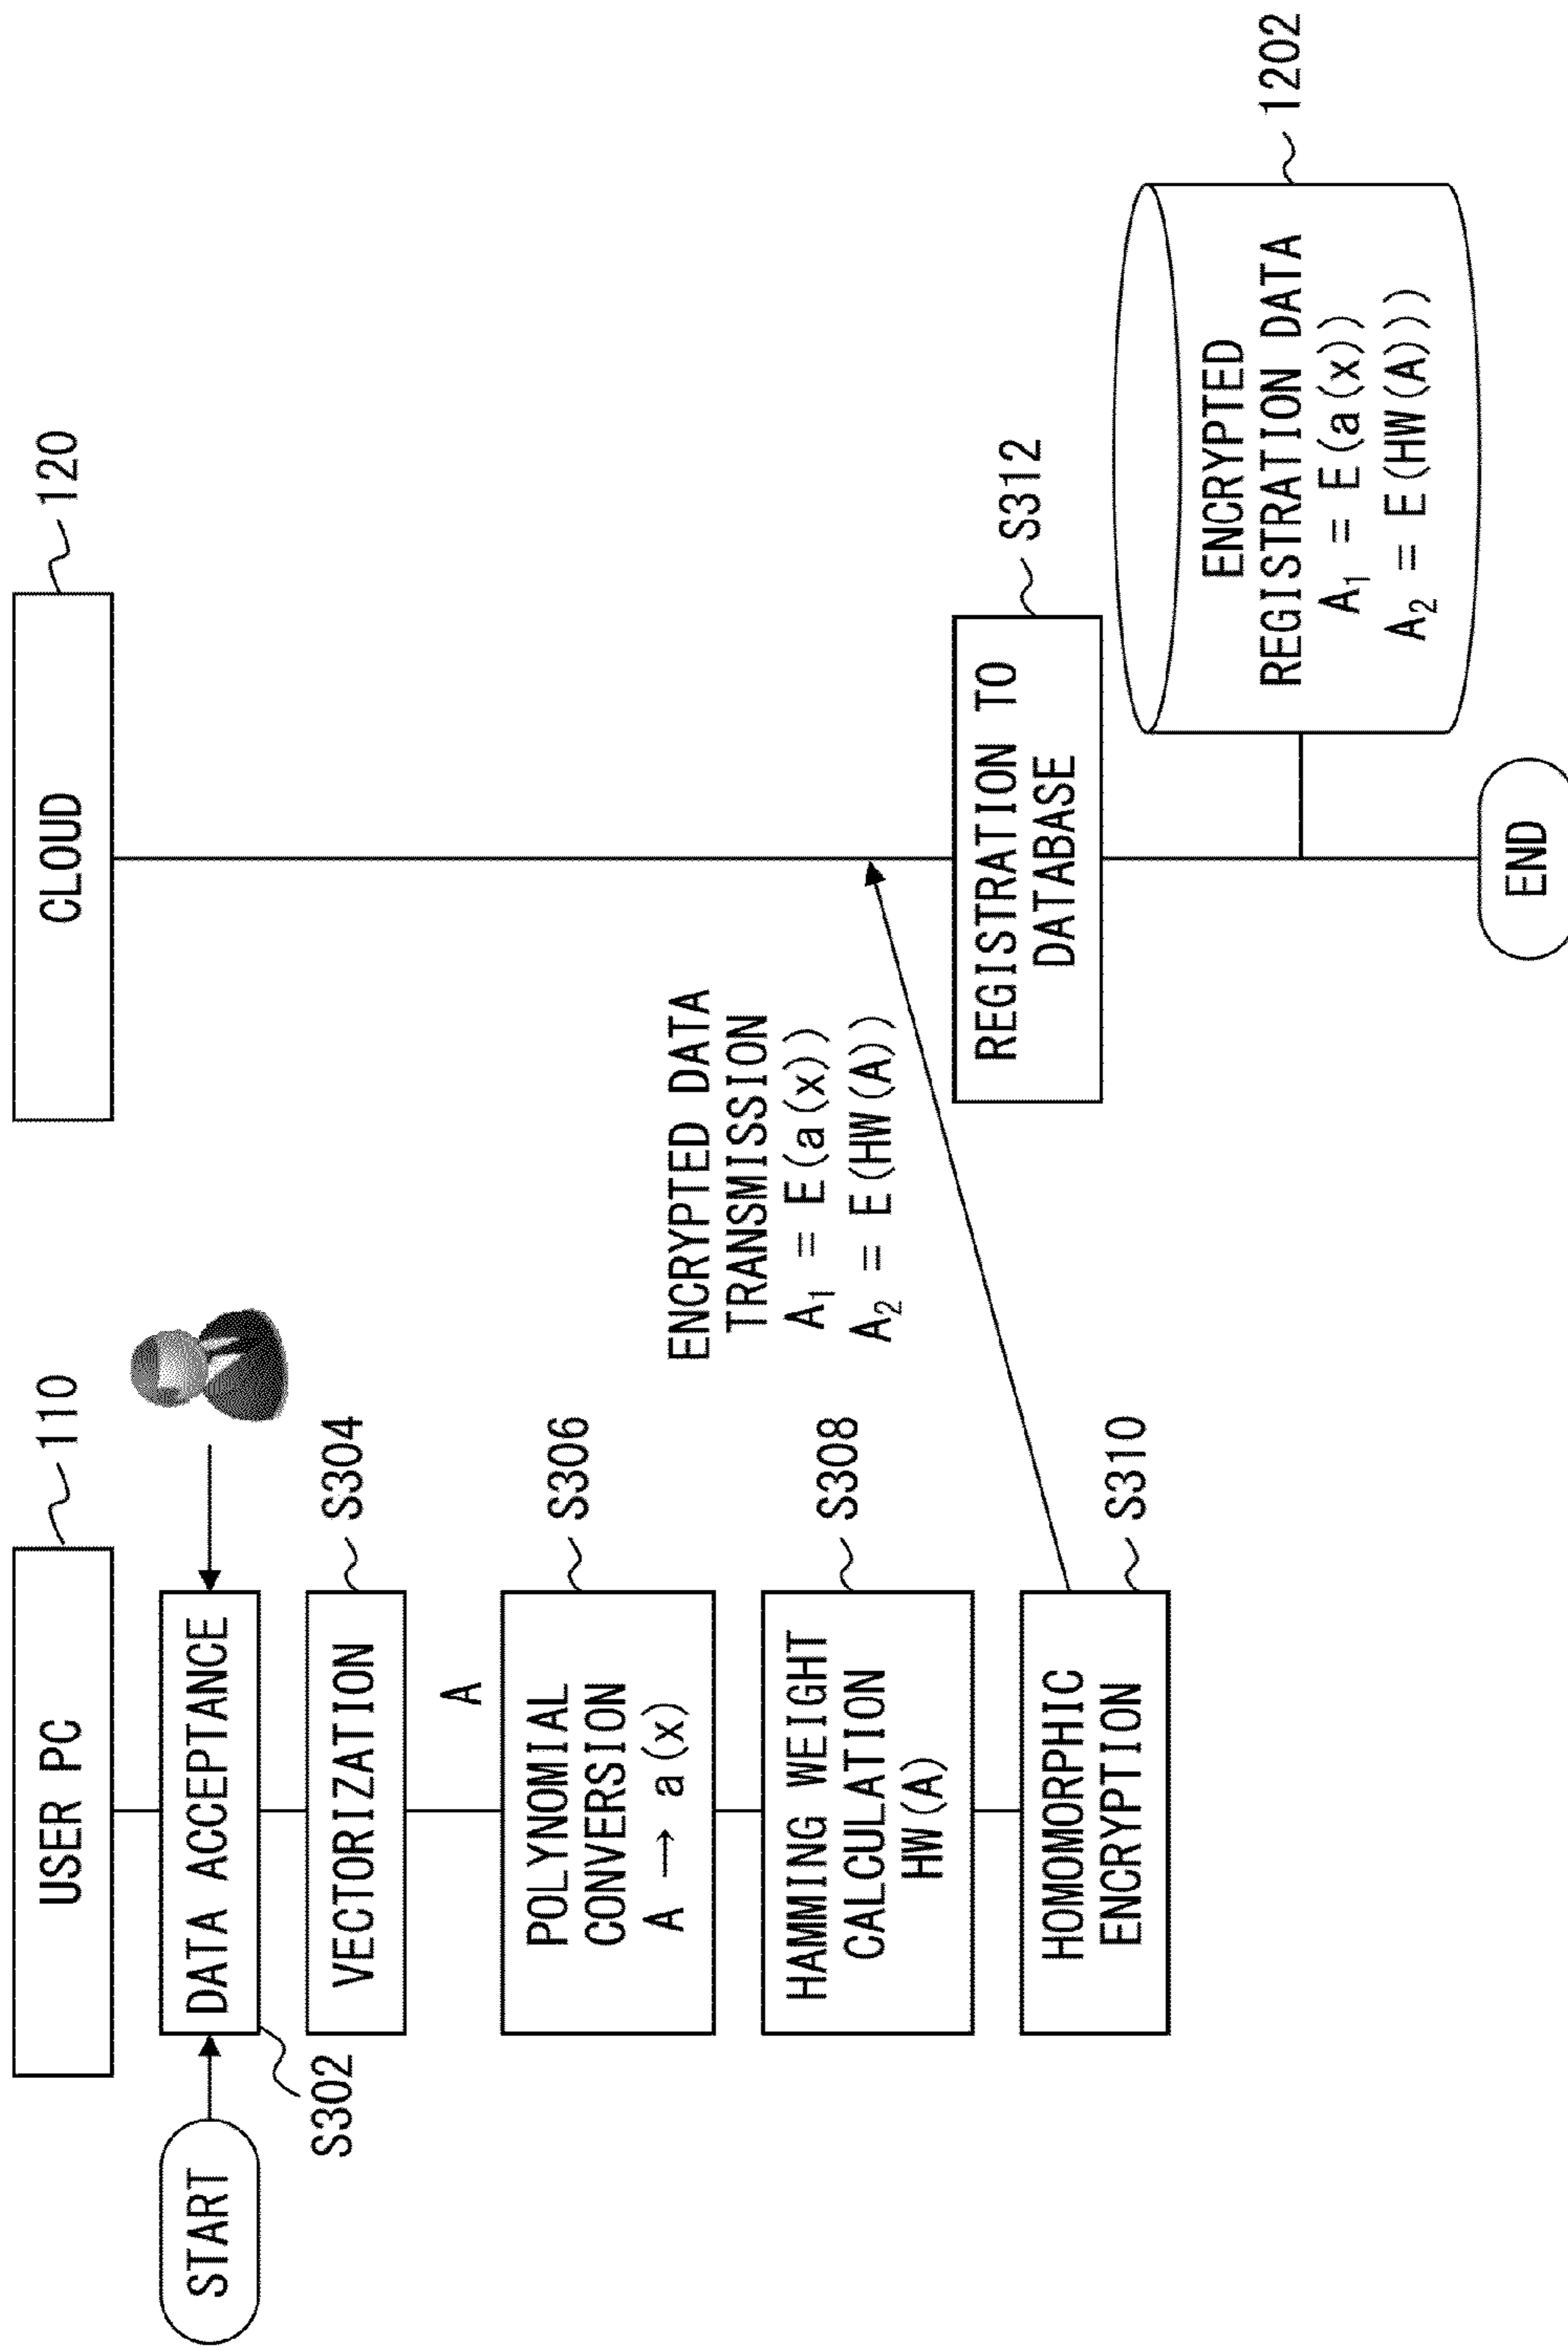 USER PC
110
CLOUD
120
START
DATA ACCEPTANCE
S302
VECTORIZATION
S304
A
POLYNOMIAL
CONVERSION
A → a(x)
S306
HAMMING WEIGHT
CALCULATION
HW(A)
S308
HOMOMORPHIC
ENCRYPTION
S310
ENCRYPTED DATA
TRANSMISSION
A₁ = E(a(x))
A₂ = E(HW(A))
REGISTRATION TO
DATABASE
S312
ENCRYPTED
REGISTRATION DATA
A₁ = E(a(x))
A₂ = E(HW(A)))
1202
END